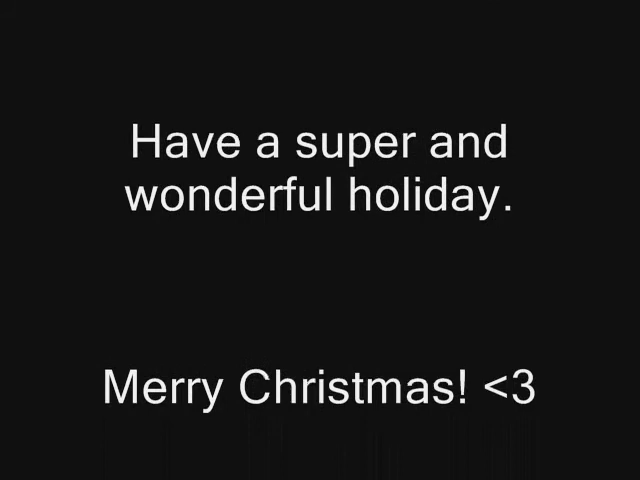 Have a super and
wonderful holiday.
Merry Christmas! <3